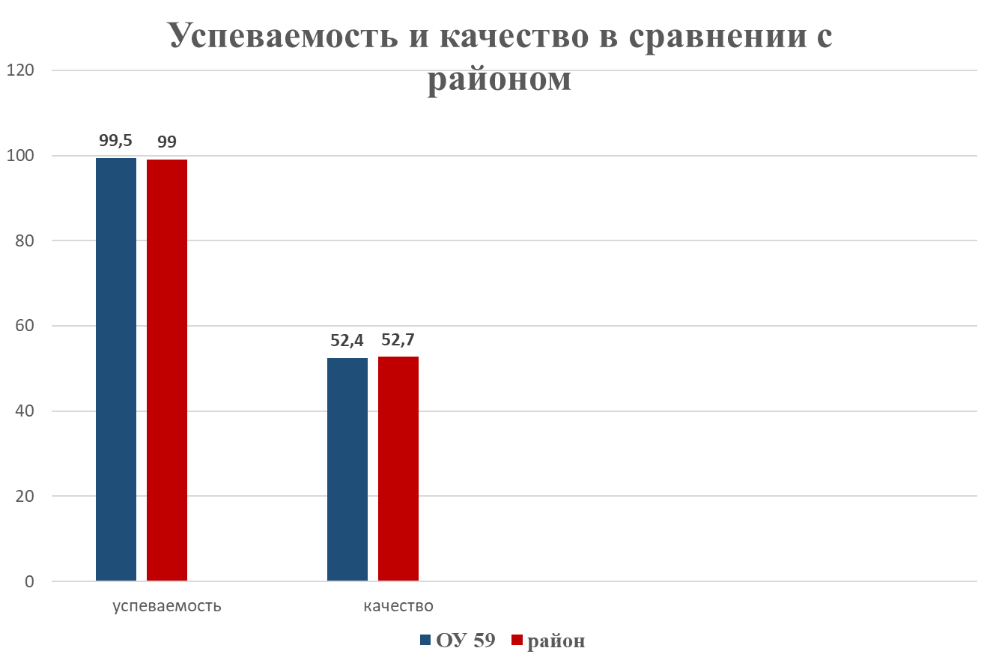 Успеваемость и качество в сравнении с
районом
120
100
80
60
40
20
0
99,5
99
52,4
52,7
успеваемость
качество
ОУ 59
район